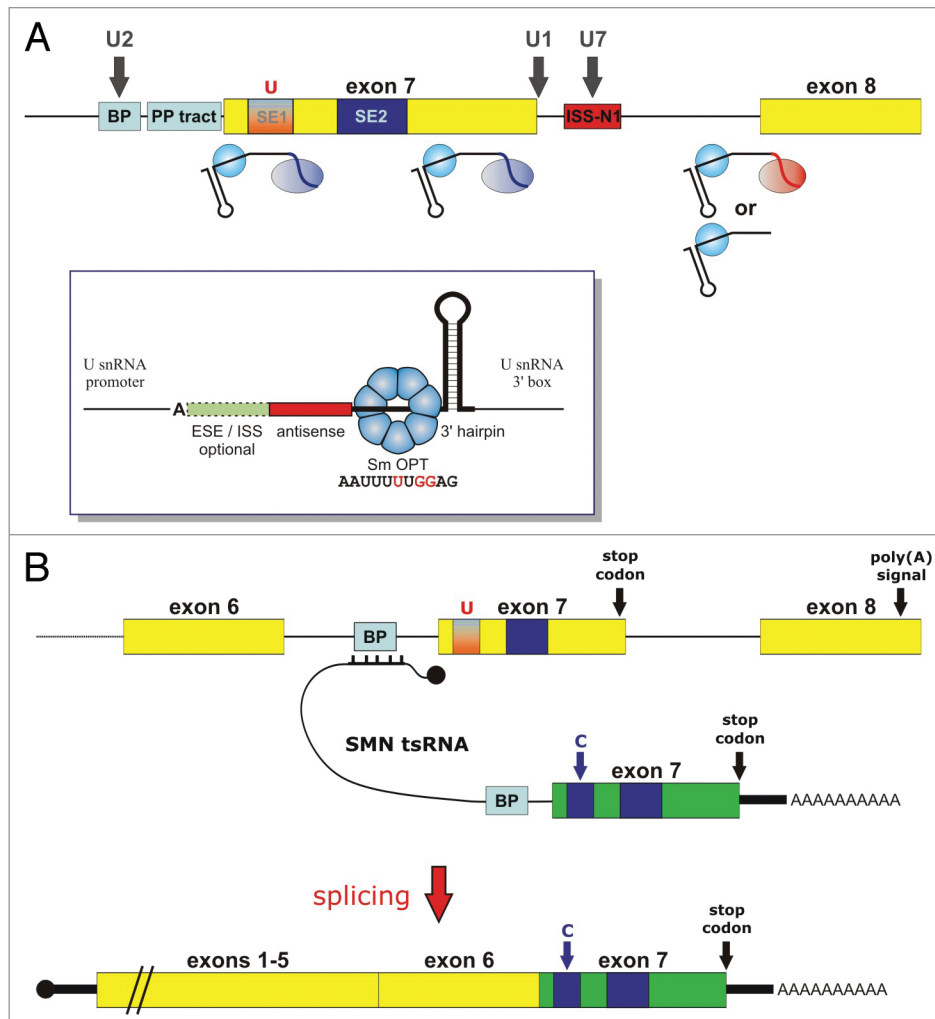 A
U2
U1
U7
U
exon 7
exon 8
BP
PP tract
SE1
SE2
ISS-N1
or
U snRNA
promoter
U snRNA
3' box
A
ESE / ISS
optional
antisense
3' hairpin
Sm OPT
AAUUUUUGGAG
B
stop
codon
poly(A)
signal
exon 6
U
exon 7
exon 8
BP
SMN tsRNA
stop
codon
C
exon 7
BP
AAAAAAAAAA
splicing
stop
codon
C
exons 1-5
exon 6
exon 7
AAAAAAAAAA